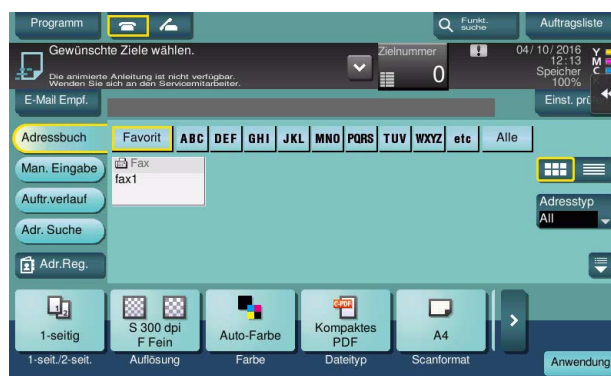 Programm
Funkt.
suche
Auftragsliste
Gewünschte Ziele wählen.
Die animierte Anleitung ist nicht verfügbar.
Wenden Sie sich an den Servicemitarbeiter.
Zielnummer
0
04/10/2016
12:13
Speicher
100%
Y
M
C
E-Mail Empf.
Einst.
Adressbuch
Favorit
ABC
DEF
GHI
JKL
MNO
PQRS
TUV
WXYZ
etc
Alle
Man. Eingabe
Fax
fax1
Auftr.verlauf
Adresstyp
All
Adr. Suche
Adr.Reg.
1-seitig
S 300 dpi
F Fein
Auto-Farbe
Kompaktes
PDF
A4
1-seit./2-seit.
Auflösung
Farbe
Dateityp
Scanformat
Anwendung